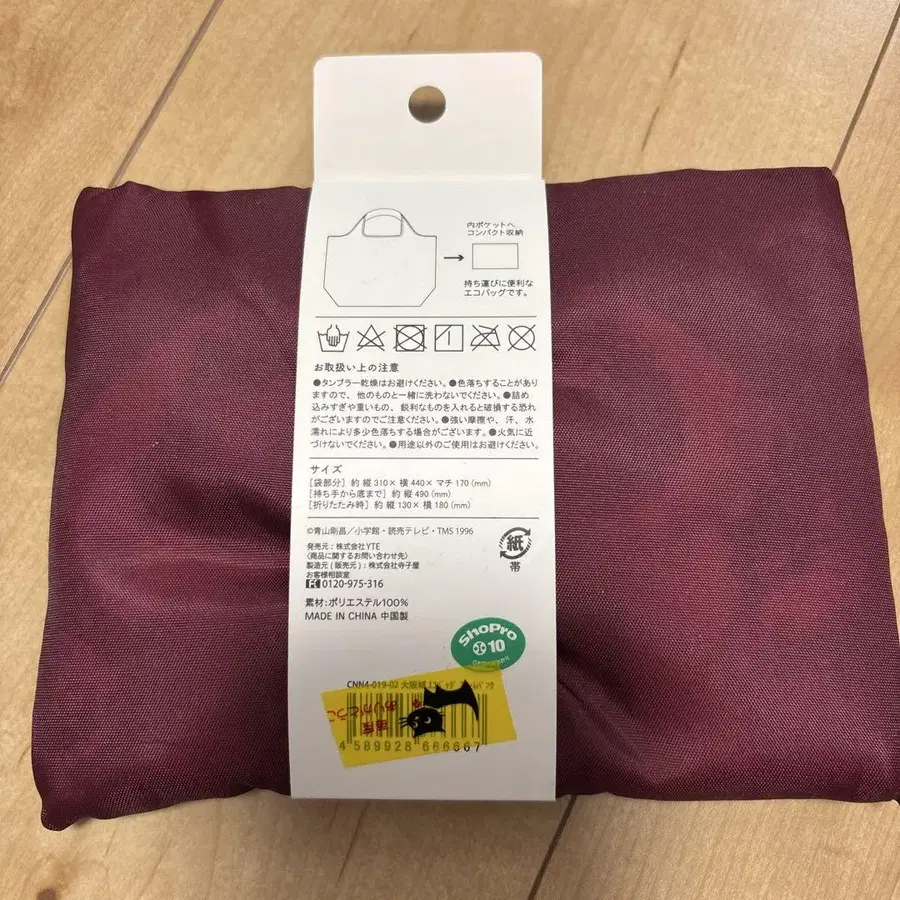 内ポケットへ
コンパクト収納
持ち運びに便利な
エコバッグです。
お取扱い上の注意
●タンブラー乾燥はお避けください。●色落ちすることがあり
ますので、他のものと一緒に洗わないでください。●詰め
込みすぎや重いもの、鋭利なものを入れると破損する恐れ
がございますのでご注意ください。●強い摩擦や、汗、水
濡れにより多少色落ちする場合がございます。●火気に近
づけないでください。●用途以外のご使用はお避けください。
サイズ
[袋部分] 約 縦 310× 横 440× マチ 170 (mm)
[持ち手から底まで] 約 縦 490 (mm)
[折りたたみ時] 約 縦 130× 横 180 (mm)
©青山剛昌/小学館・読売テレビ・TMS 1996
発売元:株式会社YTE
〈商品に関するお問い合わせ先〉
製造元(販売元):株式会社寺子屋
お客様相談室
0120-975-316
紙
帯
素材:ポリエステル100%
MADE IN CHINA 中国製
ShoPro
10
CNN4-019-02 大阪城
ありがとうございます
4 589928 666667